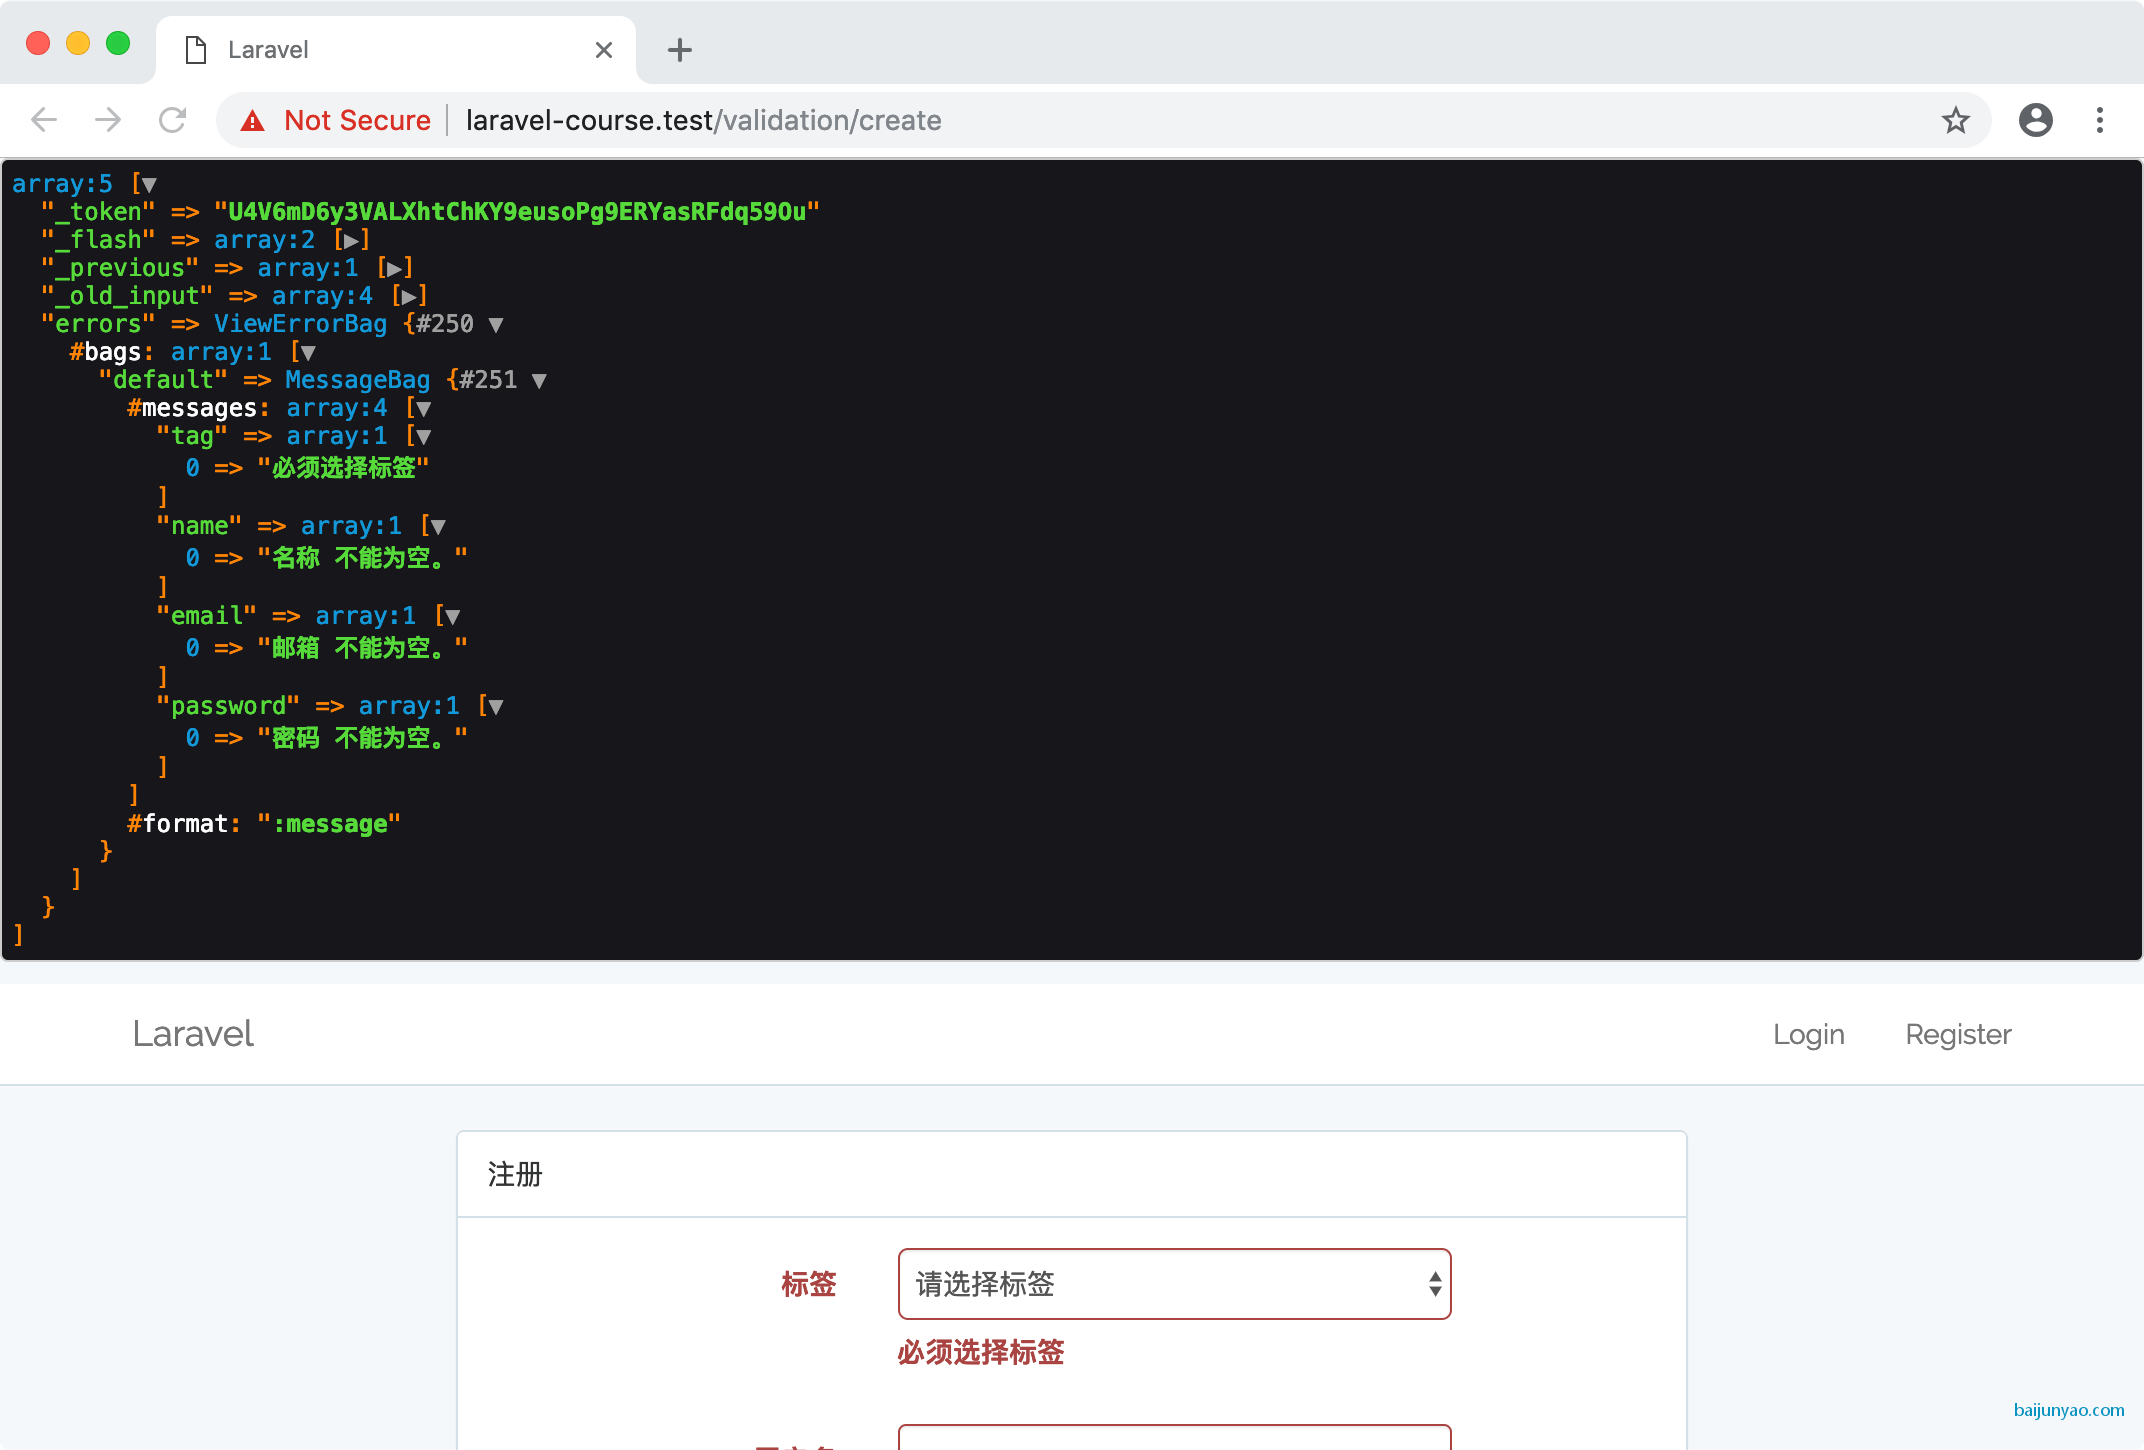 Laravel
Not Secure laravel-course.test/validation/create
array:5 [▼
"_token" => "U4V6mD6y3VALXhtChKY9eusoPg9ERYasRFdq59Ou"
"_flash" => array:2 [▶]
"_previous" => array:1 [▶]
"_old_input" => array:4 [▶]
"errors" => ViewErrorBag {#250 ▼
#bags: array:1 [▼
"default" => MessageBag {#251 ▼
#messages: array:4 [▼
"tag" => array:1 [▼
0 => "必须选择标签"
]
"name" => array:1 [▼
0 => "名称 不能为空。"
]
"email" => array:1 [▼
0 => "邮箱 不能为空。"
]
"password" => array:1 [▼
0 => "密码 不能为空。"
]
]
#format: ":message"
}
]
}
]
Laravel Login Register
注册
标签 请选择标签
必须选择标签
baijunyao.com